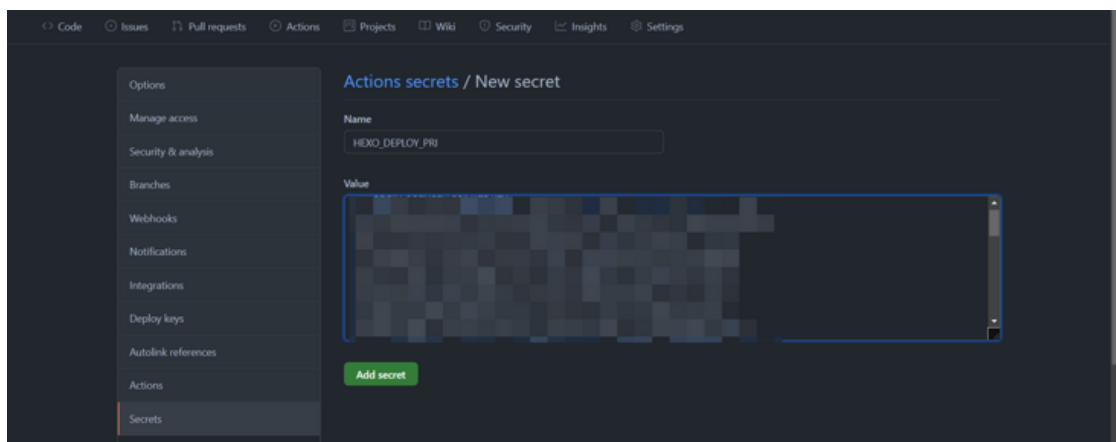 Code Issues Pull requests Actions Projects Wiki Security Insights Settings
Options
Manage access
Security & analysis
Branches
Webhooks
Notifications
Integrations
Deploy keys
Autolink references
Actions
Secrets
Actions secrets / New secret
Name
HEXO_DEPLOY_PRI
Value
Add secret